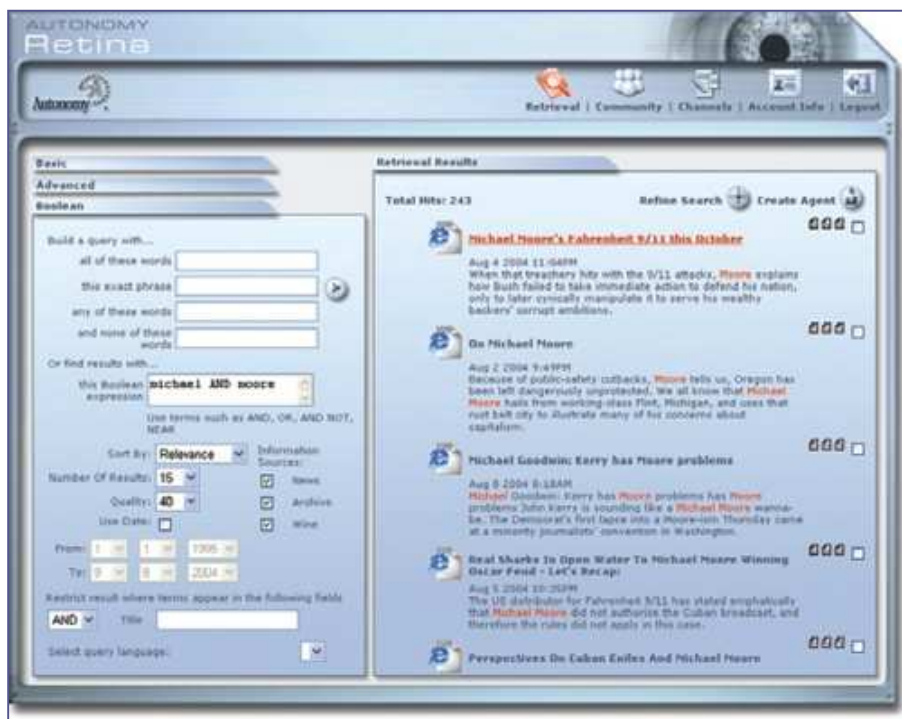 AUTONOMY
Retina
Autonomy
Retrieval | Community | Channels | Account Info | Logout
Basic
Advanced
Boolean
Build a query with...
all of these words
this exact phrase
any of these words
and none of these
words
Or find results with...
this Boolean
expression
michael AND moore
Use terms such as AND, OR, AND NOT,
NEAR
Sort By: Relevance
Information
Sources:
Number Of Results: 15
News
Quality: 40
Archive
Use Date:
Wire
From: 1 1 1995
To: 9 8 2004
Restrict result where terms appear in the following fields
AND Title
Select query language:
Retrieval Results
Total Hits: 243
Refine Search Create Agent
Michael Moore's Fahrenheit 9/11 this October
Aug 4 2004 11:04PM
When that treachery hits with the 9/11 attacks, Moore explains
how Bush failed to take immediate action to defend his nation,
only to later cynically manipulate it to serve his wealthy
backers' corrupt ambitions.
On Michael Moore
Aug 2 2004 9:49PM
Because of public-safety cutbacks, Moore tells us, Oregon has
been left dangerously unprotected. We all know that Michael
Moore hails from working-class Flint, Michigan, and uses that
rust belt city to illustrate many of his concerns about
capitalism.
Michael Goodwin: Kerry has Moore problems
Aug 8 2004 8:18AM
Michael Goodwin: Kerry has Moore problems has Moore
problems John Kerry is sounding like a Michael Moore wanna-
be. The Democrat's first lapse into a Moore-ism Thursday came
at a minority journalists' convention in Washington.
Real Sharks In Open Water To Michael Moore Winning
Oscar Feud - Let's Recap:
Aug 5 2004 10:35PM
The US distributor for Fahrenheit 9/11 has stated emphatically
that Michael Moore did not authorise the Cuban broadcast, and
therefore the rules did not apply in this case.
Perspectives On Cuban Exiles And Michael Moore